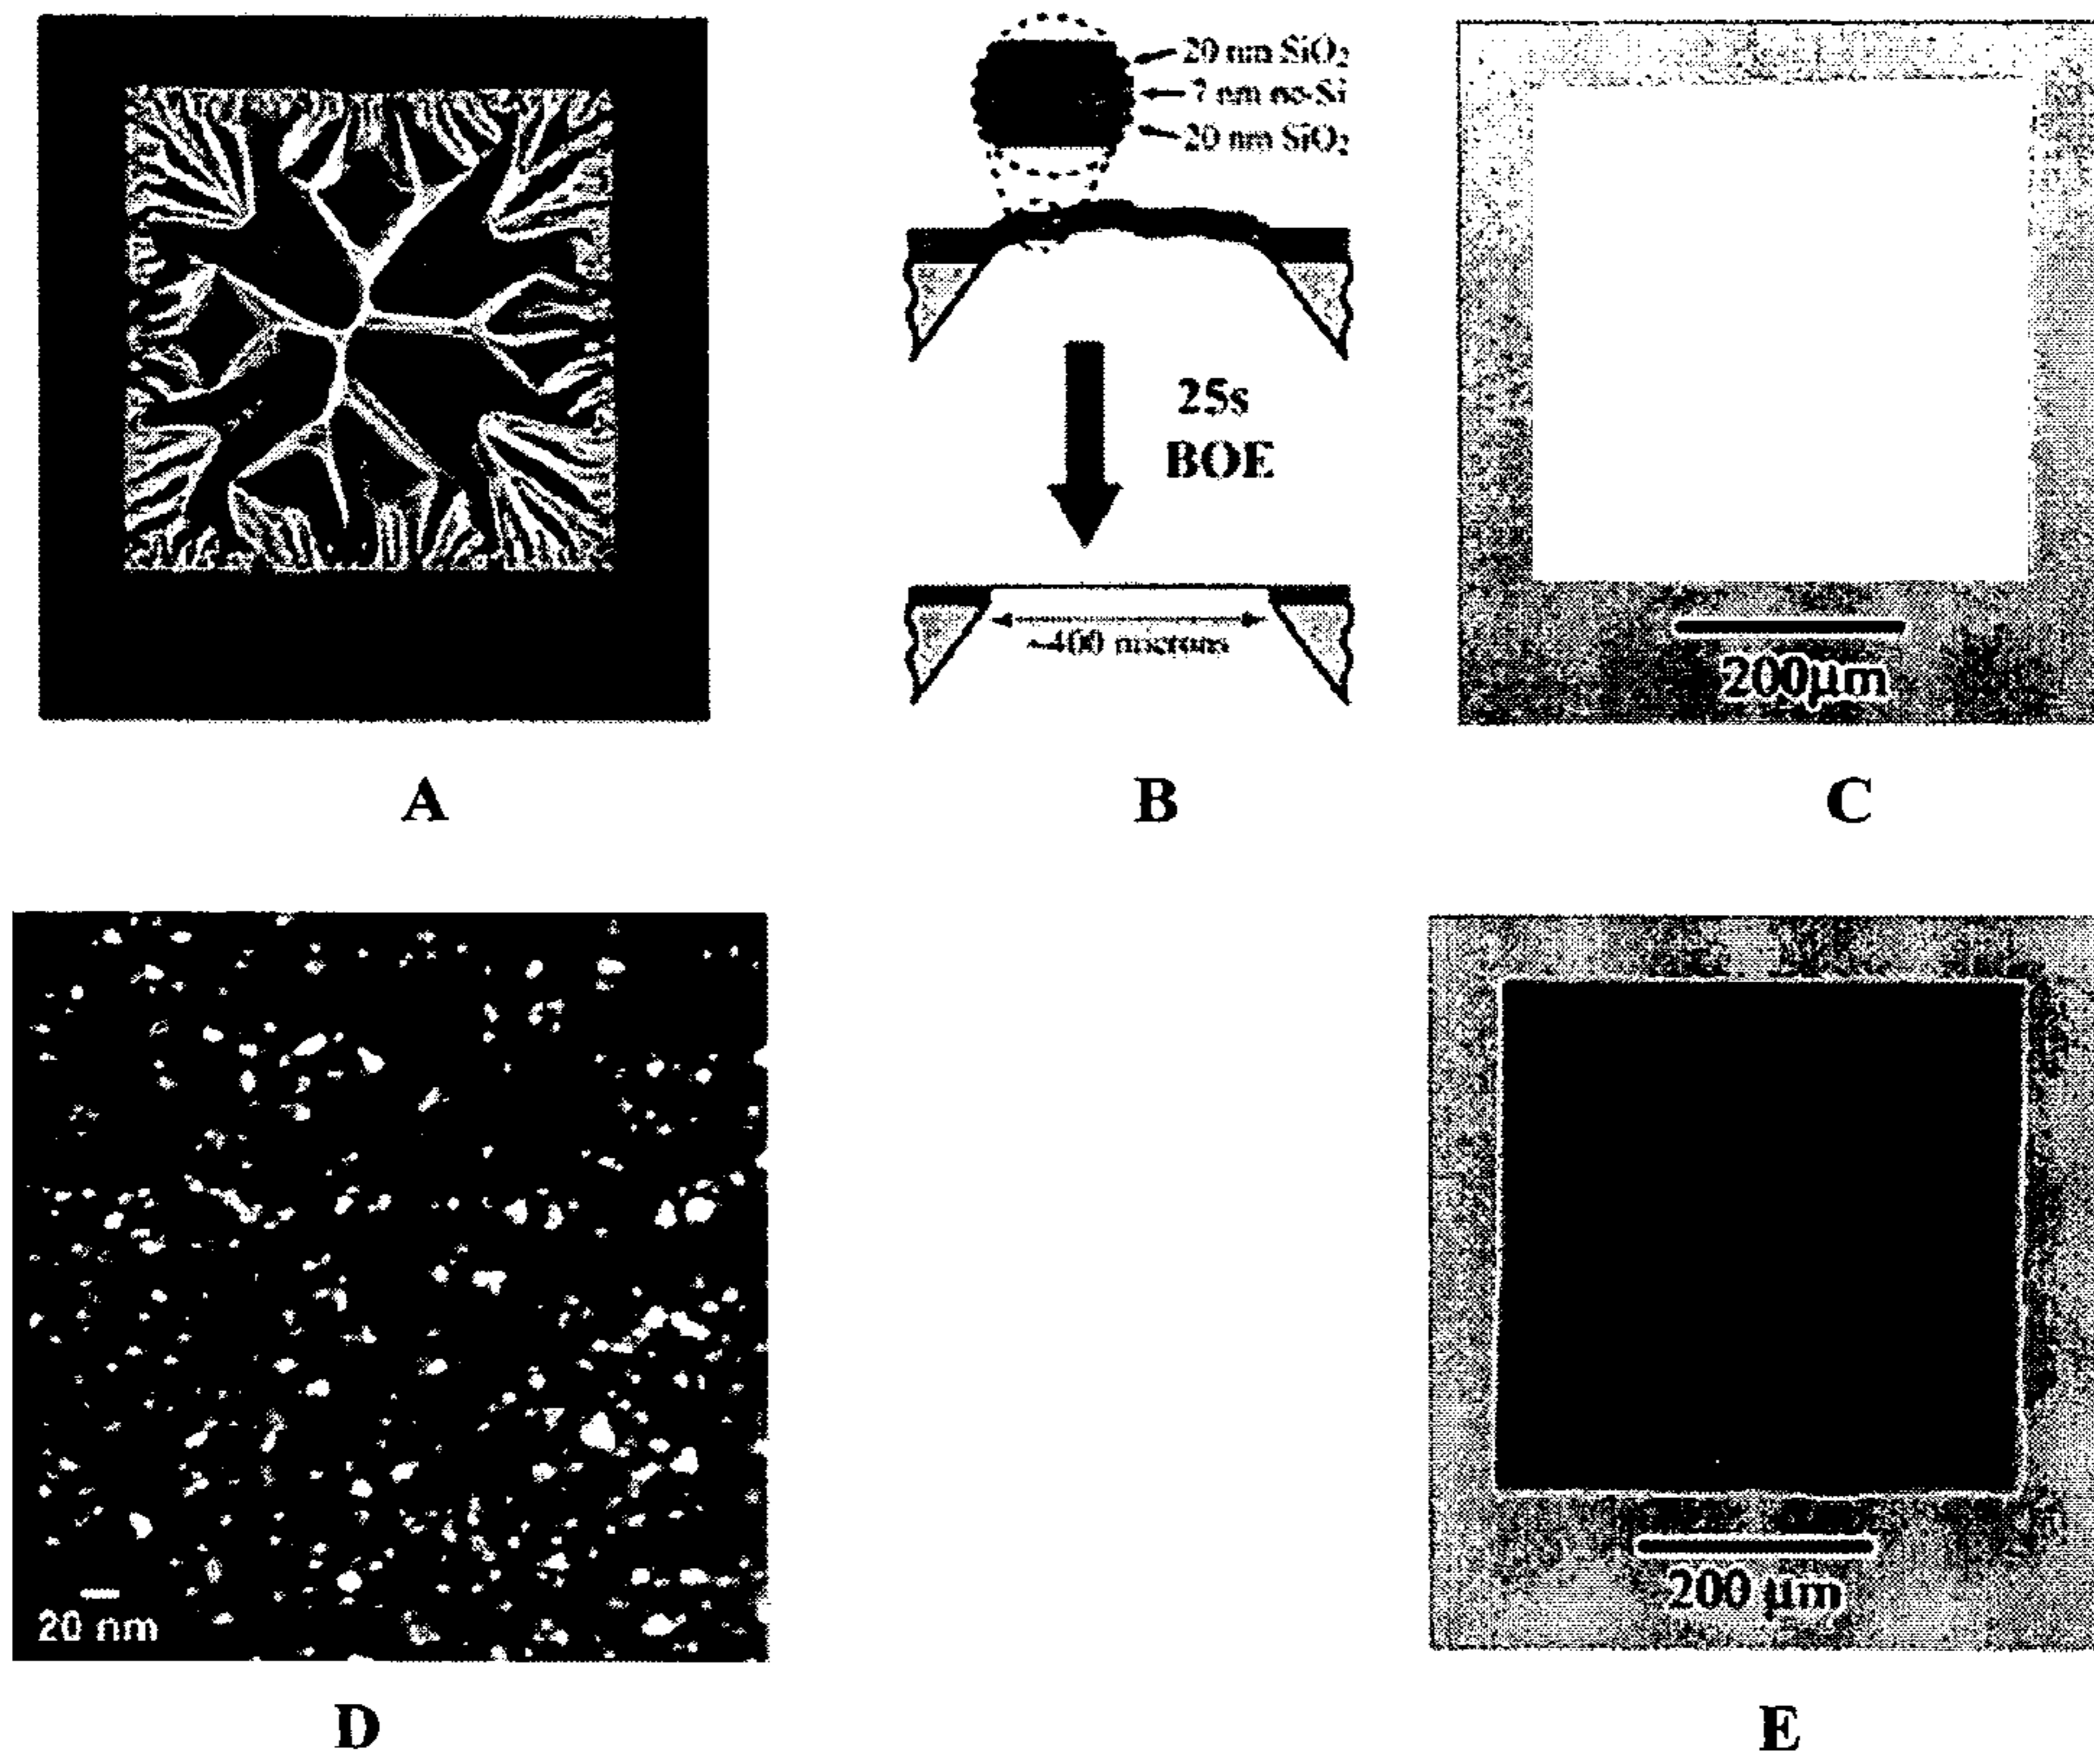 20 nm SiO₂
7 nm nc-Si
20 nm SiO₂
25s
BOE
~400 microns
200μm
A
B
C
20 nm
200 μm
D
E